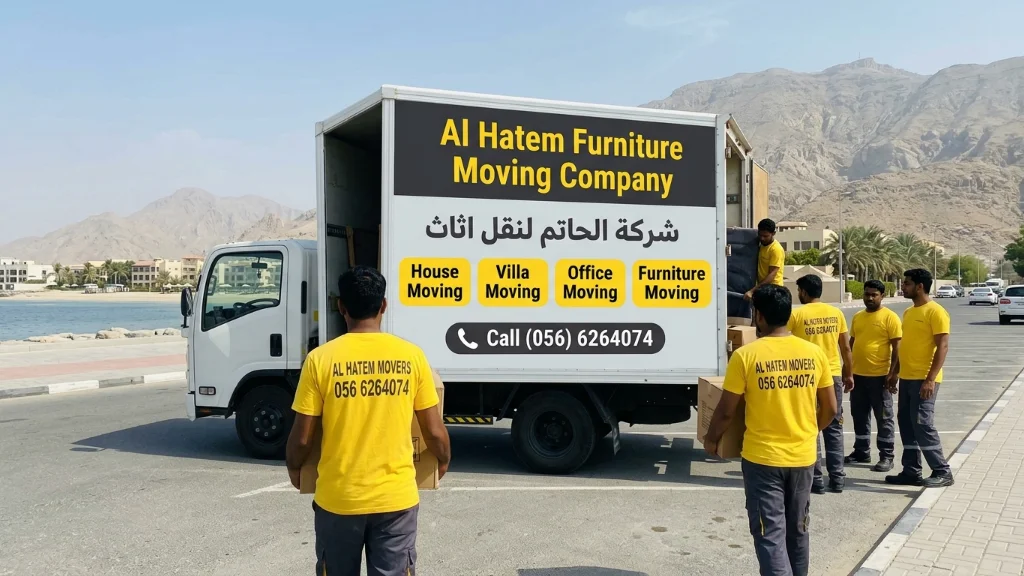 Al Hatem Furniture
Moving Company
شركة الحاتم لنقل اثاث
House
Moving
Villa
Moving
Office
Moving
Furniture
Moving
Call (056) 6264074
AL HATEM MOVERS
056 6264074
AL HATEM MOVERS
056 6264074
AL HATEM MOVERS
056 6264074